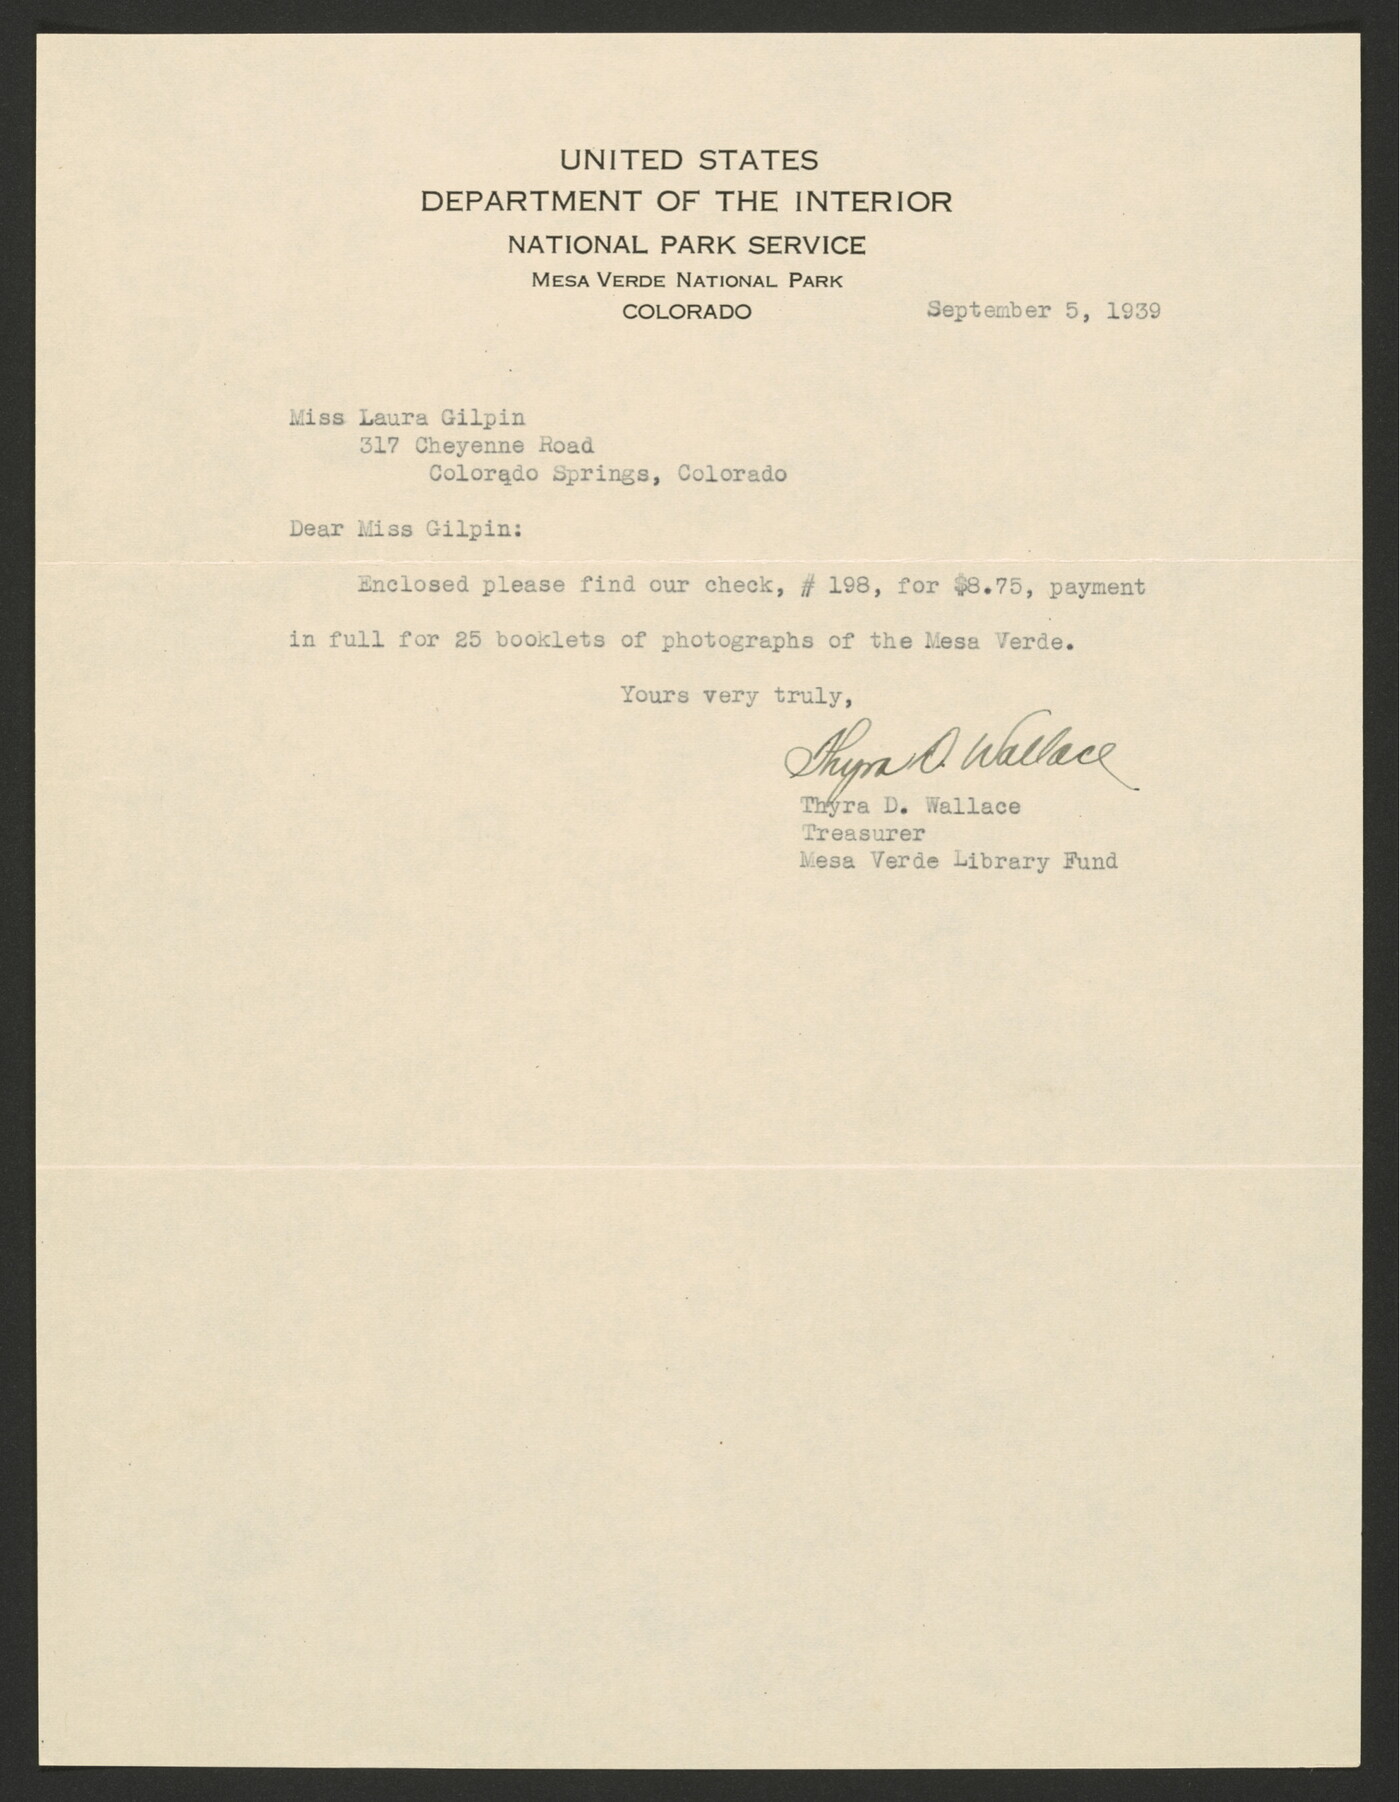 UNITED STATES
DEPARTMENT OF THE INTERIOR
NATIONAL PARK SERVICE
MESA VERDE NATIONAL PARK
COLORADO
September 5, 1939
Miss Laura Gilpin
317 Cheyenne Road
Colorado Springs, Colorado
Dear Miss Gilpin:
Enclosed please find our check, # 198, for $8.75, payment
in full for 25 booklets of photographs of the Mesa Verde.
Yours very truly,
Thyra D. Wallace
Thyra D. Wallace
Treasurer
Mesa Verde Library Fund